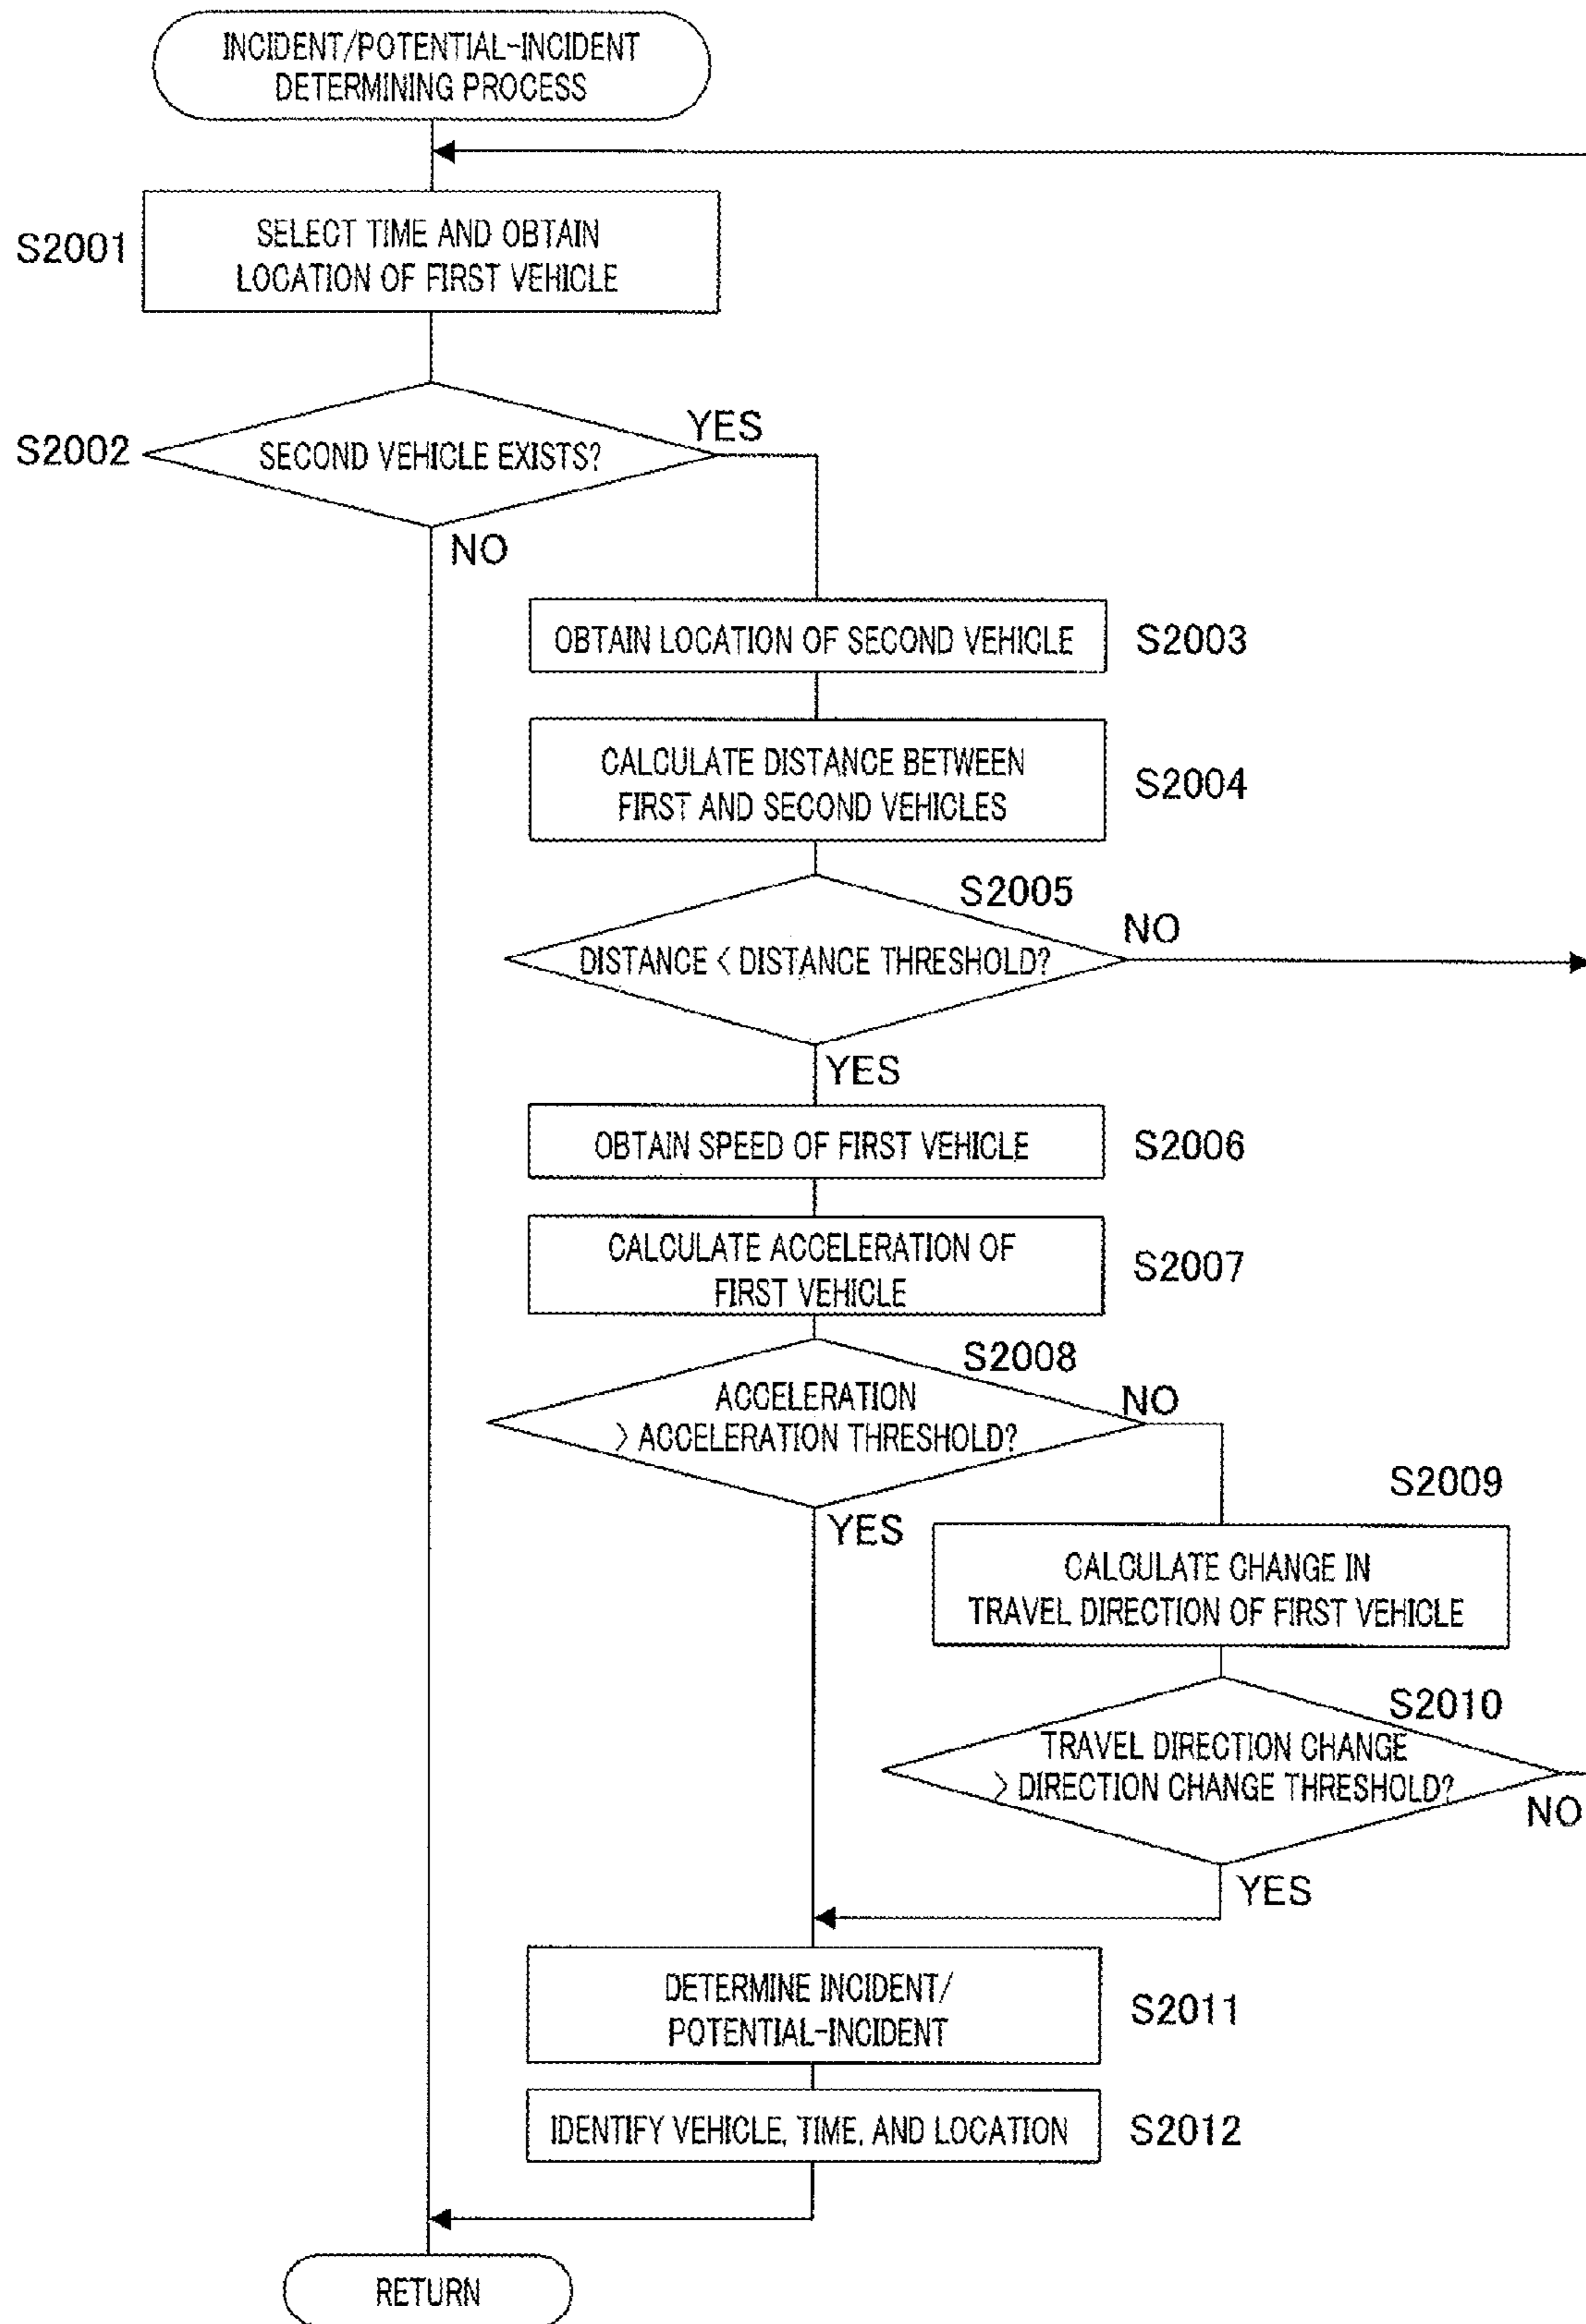 INCIDENT/POTENTIAL-INCIDENT
DETERMINING PROCESS
S2001
SELECT TIME AND OBTAIN
LOCATION OF FIRST VEHICLE
S2002
SECOND VEHICLE EXISTS?
YES
NO
OBTAIN LOCATION OF SECOND VEHICLE
S2003
CALCULATE DISTANCE BETWEEN
FIRST AND SECOND VEHICLES
S2004
S2005
DISTANCE < DISTANCE THRESHOLD?
NO
YES
OBTAIN SPEED OF FIRST VEHICLE
S2006
CALCULATE ACCELERATION OF
FIRST VEHICLE
S2007
S2008
ACCELERATION
> ACCELERATION THRESHOLD?
NO
YES
S2009
CALCULATE CHANGE IN
TRAVEL DIRECTION OF FIRST VEHICLE
S2010
TRAVEL DIRECTION CHANGE
> DIRECTION CHANGE THRESHOLD?
NO
YES
DETERMINE INCIDENT/
POTENTIAL-INCIDENT
S2011
IDENTIFY VEHICLE, TIME, AND LOCATION
S2012
RETURN